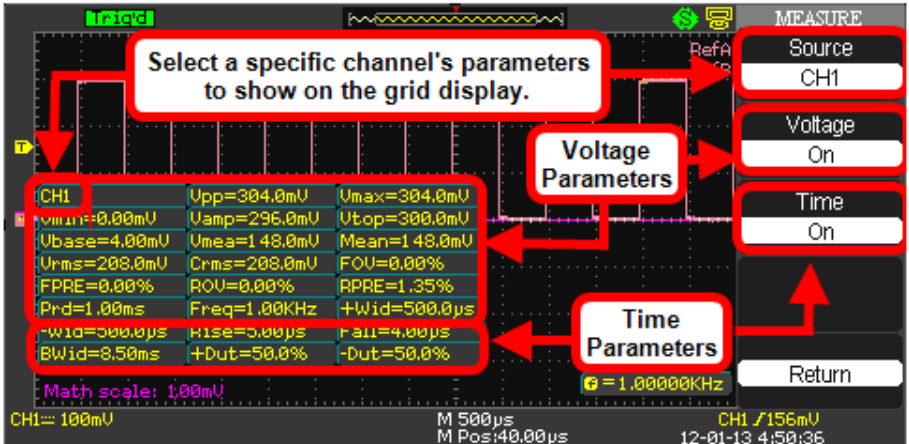 Trig'd
MEASURE
RefA
Source
CH1
Select a specific channel's parameters
to show on the grid display.
Voltage
On
Voltage
Parameters
Time
On
CH1 Vpp=304.0mV Vmax=304.0mV
Vmin=0.00mV Vamp=296.0mV Vtop=300.0mV
Vbase=4.00mV Vmea=148.0mV Mean=148.0mV
Vrms=208.0mV Crms=208.0mV FOV=0.00%
FPRE=0.00% ROV=0.00% RPRE=1.35%
Prd=1.00ms Freq=1.00KHz +Wid=500.0µs
-Wid=500.0µs Rise=5.00µs Fall=4.00µs
BWid=8.50ms +Dut=50.0% -Dut=50.0%
Time
Parameters
Math scale: 100mV
=1.00000KHz
Return
CH1 100mV M 500µs CH1 156mV
M Pos:40.00µs 12-01-13 4:50:36